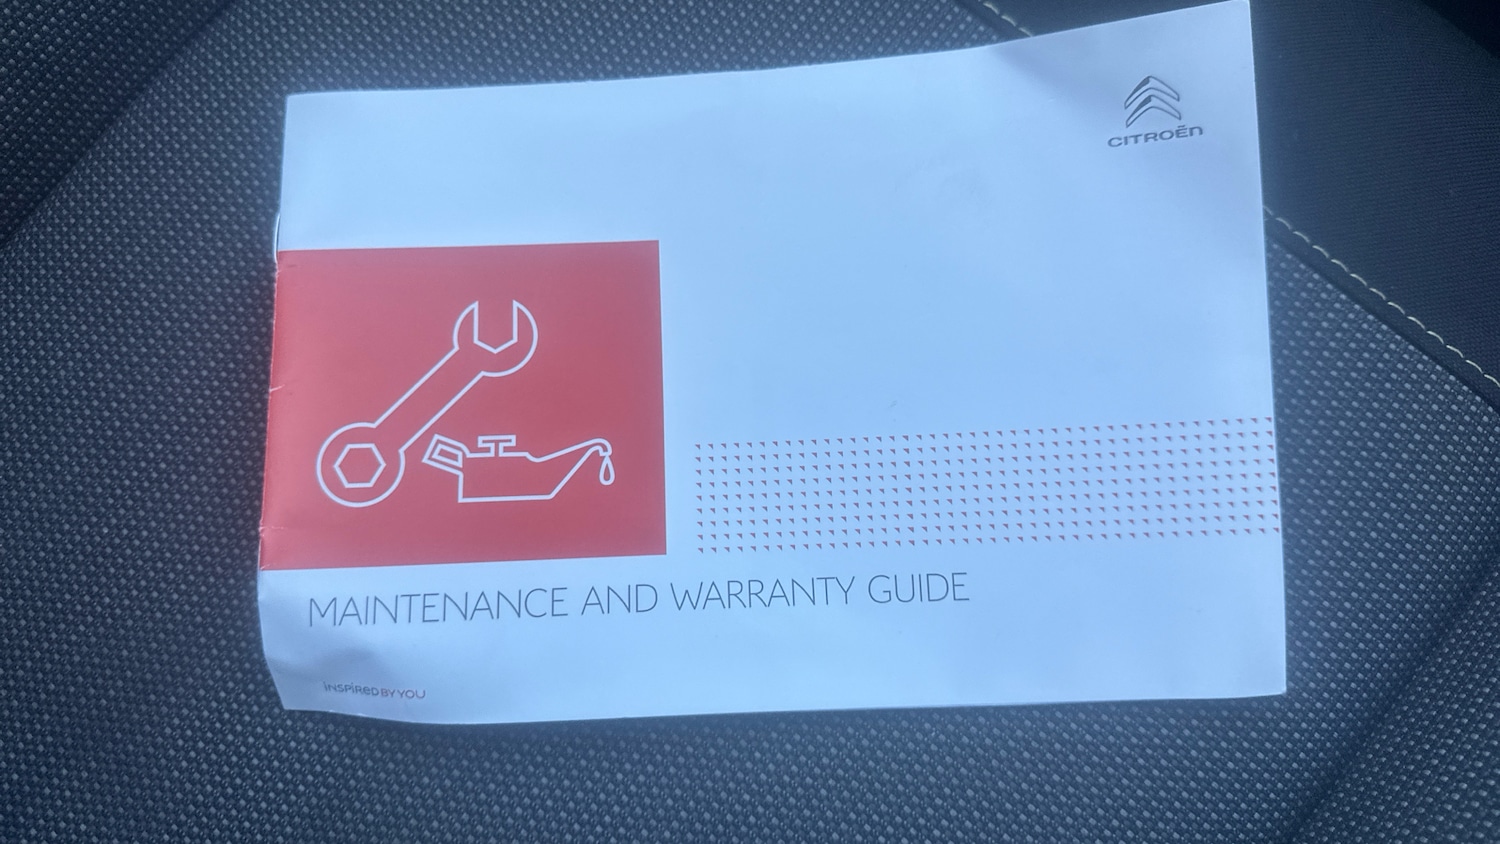 CITROËN
MAINTENANCE AND WARRANTY GUIDE
INSPIRED BY YOU